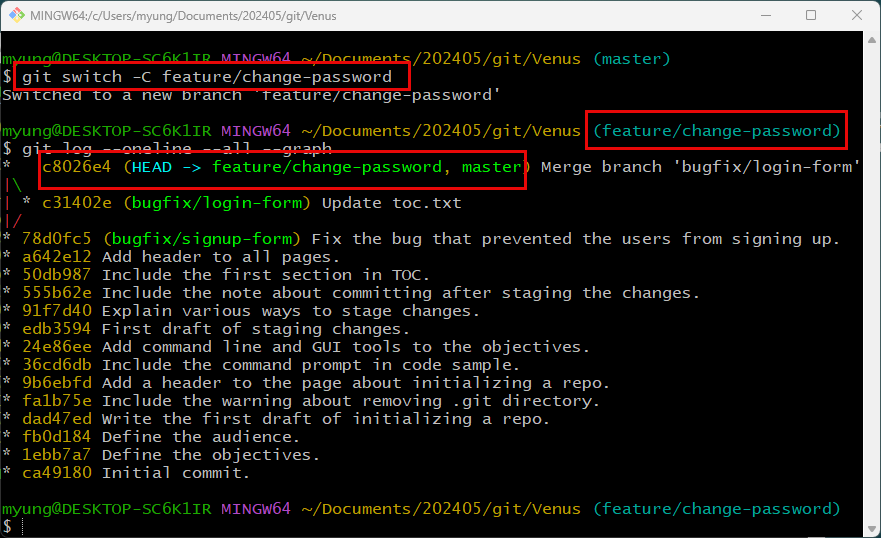 MINGW64:/c/Users/myung/Documents/202405/git/Venus
myung@DESKTOP-SC6K1IR MINGW64 ~/Documents/202405/git/Venus (master)
$ git switch -C feature/change-password
Switched to a new branch 'feature/change-password'
myung@DESKTOP-SC6K1IR MINGW64 ~/Documents/202405/git/Venus (feature/change-password)
$ git log --oneline --all --graph
*   c8026e4 (HEAD -> feature/change-password, master) Merge branch 'bugfix/login-form'
|\
| * c31402e (bugfix/login-form) Update toc.txt
|/
* 78d0fc5 (bugfix/signup-form) Fix the bug that prevented the users from signing up.
* a642e12 Add header to all pages.
* 50db987 Include the first section in TOC.
* 555b62e Include the note about committing after staging the changes.
* 91f7d40 Explain various ways to stage changes.
* edb3594 First draft of staging changes.
* 24e86ee Add command line and GUI tools to the objectives.
* 36cd6db Include the command prompt in code sample.
* 9b6ebfd Add a header to the page about initializing a repo.
* fa1b75e Include the warning about removing .git directory.
* dad47ed Write the first draft of initializing a repo.
* fb0d184 Define the audience.
* 1ebb7a7 Define the objectives.
* ca49180 Initial commit.
myung@DESKTOP-SC6K1IR MINGW64 ~/Documents/202405/git/Venus (feature/change-password)
$